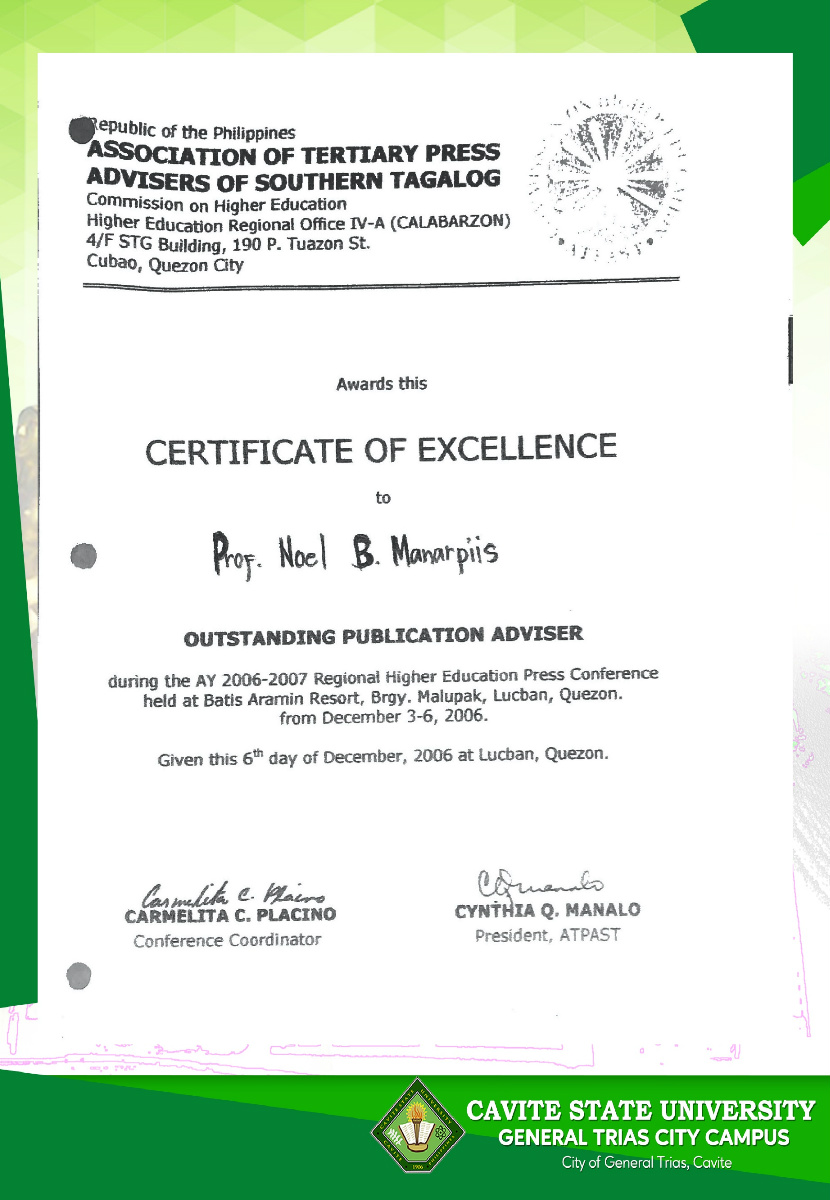 Republic of the Philippines
ASSOCIATION OF TERTIARY PRESS
ADVISERS OF SOUTHERN TAGALOG
Commission on Higher Education
Higher Education Regional Office IV-A (CALABARZON)
4/F STG Building, 190 P. Tuazon St.
Cubao, Quezon City
Awards this
CERTIFICATE OF EXCELLENCE
to
Prof. Noel B. Manarpiis
OUTSTANDING PUBLICATION ADVISER
during the AY 2006-2007 Regional Higher Education Press Conference
held at Batis Aramin Resort, Brgy. Malupak, Lucban, Quezon.
from December 3-6, 2006.
Given this 6th day of December, 2006 at Lucban, Quezon.
Carmelita C. Placino
CARMELITA C. PLACINO
Conference Coordinator
CQManalo
CYNTHIA Q. MANALO
President, ATPAST
CAVITE STATE UNIVERSITY
GENERAL TRIAS CITY CAMPUS
City of General Trias, Cavite
1906